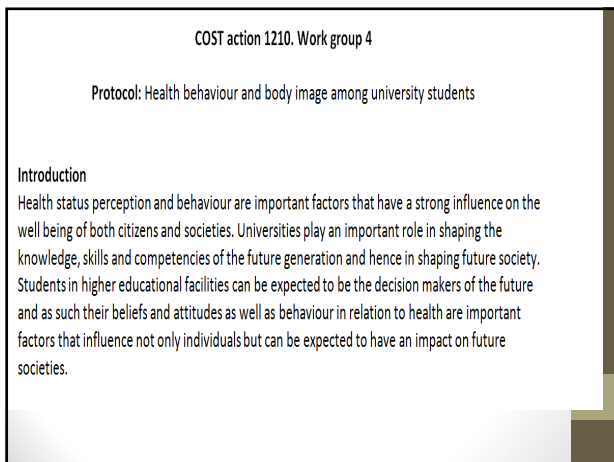 COST action 1210. Work group 4
Protocol: Health behaviour and body image among university students
Introduction
Health status perception and behaviour are important factors that have a strong influence on the
well being of both citizens and societies. Universities play an important role in shaping the
knowledge, skills and competencies of the future generation and hence in shaping future society.
Students in higher educational facilities can be expected to be the decision makers of the future
and as such their beliefs and attitudes as well as behaviour in relation to health are important
factors that influence not only individuals but can be expected to have an impact on future
societies.